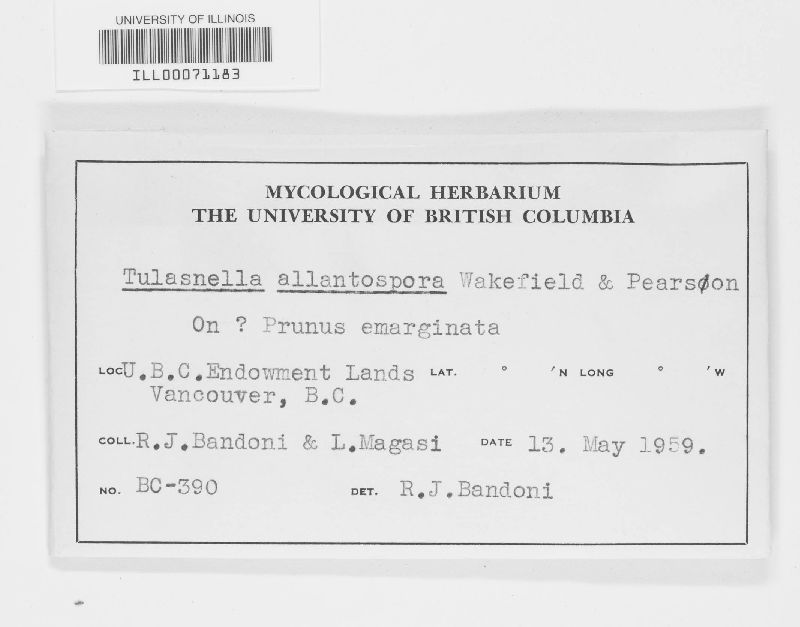 UNIVERSITY OF ILLINOIS
ILL00071183
MYCOLOGICAL HERBARIUM
THE UNIVERSITY OF BRITISH COLUMBIA
Tulasnella allantospora Wakefield & Pearson
On ? Prunus emarginata
LOC U.B.C.Endowment Lands LAT. ° 'N LONG ° 'W
Vancouver, B.C.
COLL. R.J.Bandoni & L.Magasi DATE 13. May 1959.
NO. BC-390 DET. R.J.Bandoni